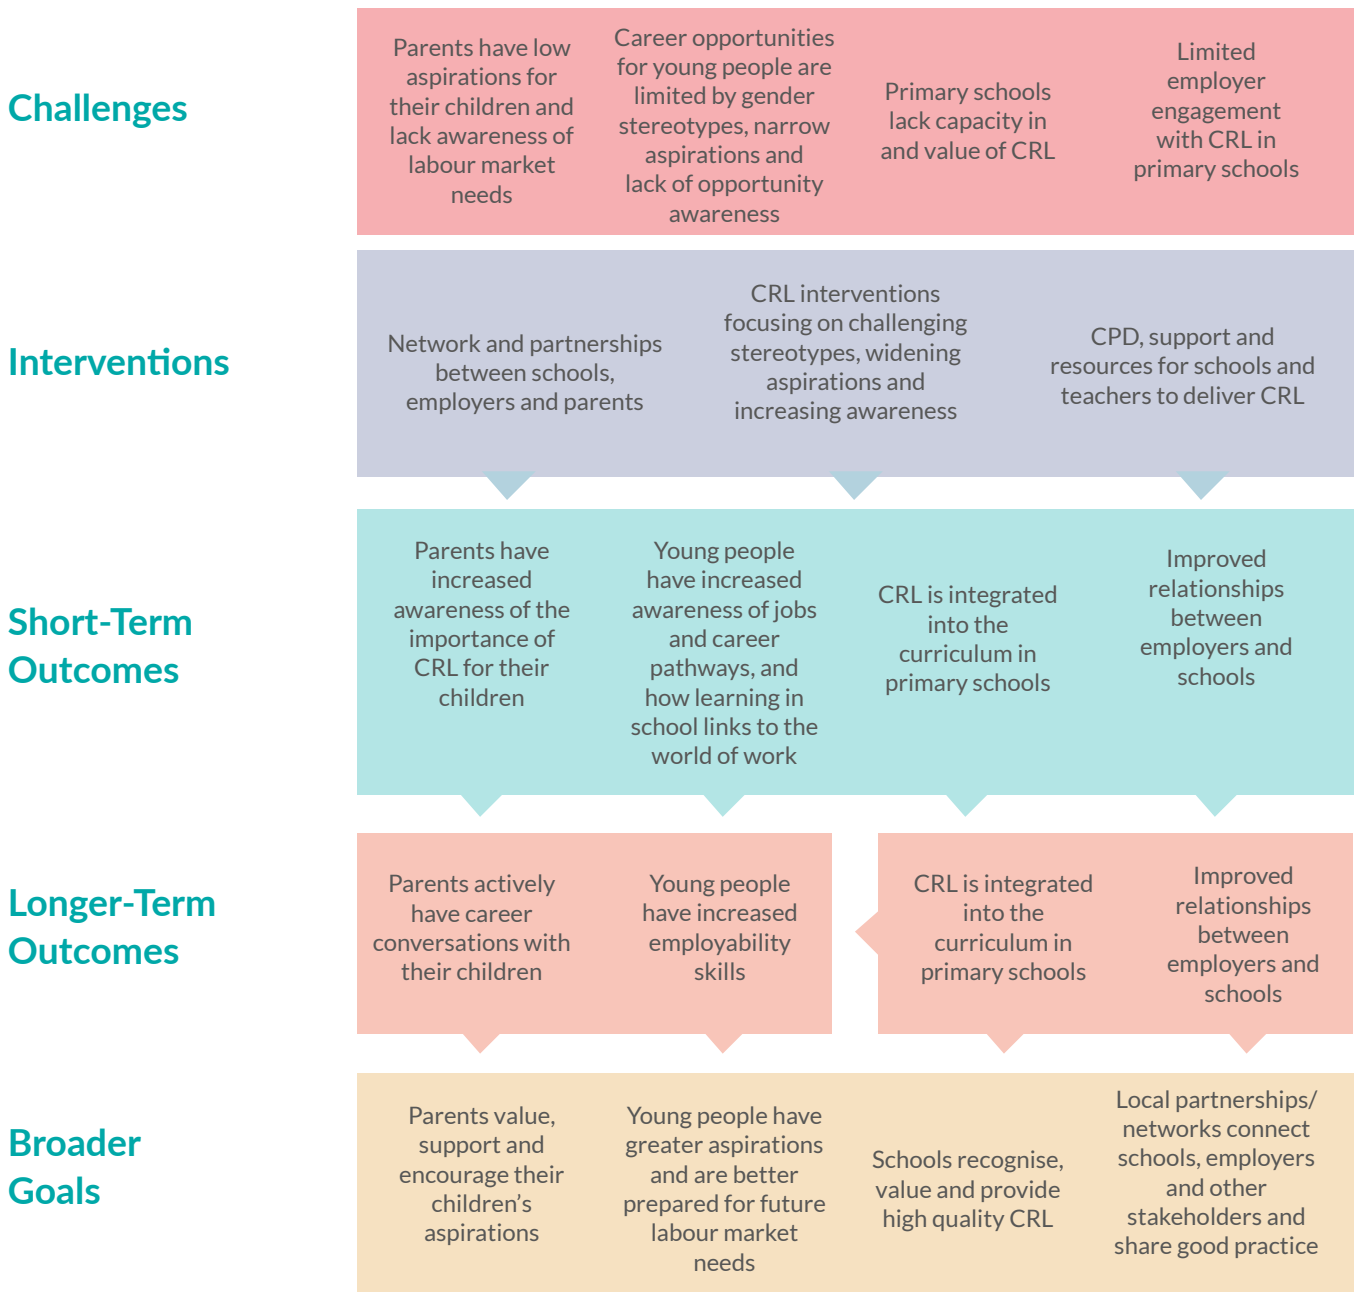 Challenges
Parents have low
aspirations for
their children and
lack awareness of
labour market
needs
Career opportunities
for young people are
limited by gender
stereotypes, narrow
aspirations and
lack of opportunity
awareness
Primary schools
lack capacity in
and value of CRL
Limited
employer
engagement
with CRL in
primary schools
Interventions
Network and partnerships
between schools,
employers and parents
CRL interventions
focusing on challenging
stereotypes, widening
aspirations and
increasing awareness
CPD, support and
resources for schools and
teachers to deliver CRL
Short-Term
Outcomes
Parents have
increased
awareness of the
importance of
CRL for their
children
Young people
have increased
awareness of jobs
and career
pathways, and
how learning in
school links to the
world of work
CRL is integrated
into the
curriculum in
primary schools
Improved
relationships
between
employers and
schools
Longer-Term
Outcomes
Parents actively
have career
conversations with
their children
Young people
have increased
employability
skills
CRL is integrated
into the
curriculum in
primary schools
Improved
relationships
between
employers and
schools
Broader
Goals
Parents value,
support and
encourage their
children’s
aspirations
Young people have
greater aspirations
and are better
prepared for future
labour market
needs
Schools recognise,
value and provide
high quality CRL
Local partnerships/
networks connect
schools, employers
and other
stakeholders and
share good practice